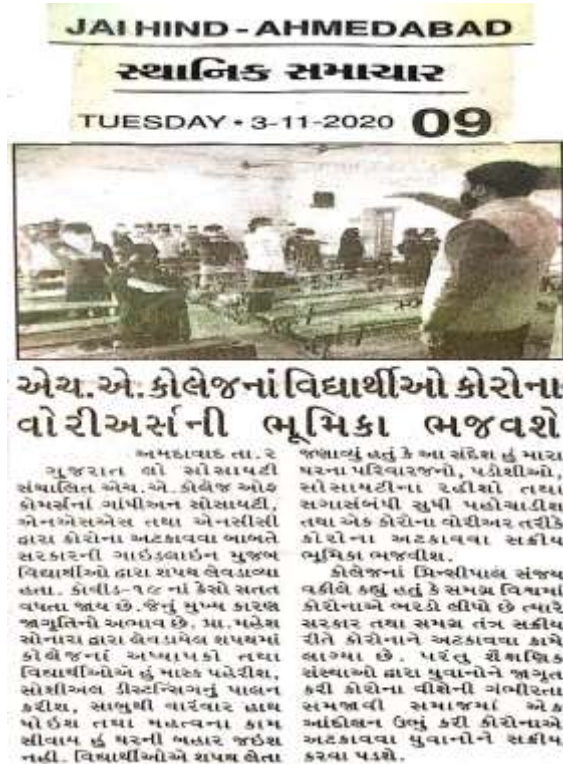 JAI HIND - AHMEDABAD
સ્થાનિક સમાચાર
TUESDAY • 3-11-2020 09
એચ.એ.કોલેજનાં વિદ્યાર્થીઓ કોરોના
વોરીઅર્સની ભૂમિકા ભજવશે
અમદાવાદ તા.૨
ગુજરાત લો સોસાયટી
સંચાલિત એચ.એ.કોલેજ ઓફ
કોમર્સનાં ગાંધીઅન સોસાયટી,
એનએસએસ તથા એનસીસી
દ્વારા કોરોના અટકાવવા બાબતે
સરકારની ગાઇડલાઇન મુજબ
વિદ્યાર્થીઓ દ્વારા શપથ લેવડાવ્યા
હતા. કોવીડ-૧૯ નાં કેસો સતત
વધતા જાય છે.જેનું મુખ્ય કારણ
જાગૃતિનો અભાવ છે. પ્રા.મહેશ
સોનારા દ્વારા લેવડાયેલ શપથમાં
કોલેજનાં અધ્યાપકો તથા
વિદ્યાર્થીઓએ હું માસ્ક પહેરીશ,
સોશીઅલ ડીસ્ટન્સિંગનું પાલન
કરીશ, સાબુથી વારંવાર હાથ
ધોઇશ તથા મહત્વના કામ
સીવાય હું ઘરની બહાર જઇશ
નહી. વિદ્યાર્થીઓએ શપથ લેતા
જણાવ્યું હતું કે આ સંદેશ હું મારા
ઘરના પરિવારજનો, પડોશીઓ,
સોસાયટીના રહીશો તથા
સગાસંબંધી સુધી પહોચાડીશ
તથા એક કોરોના વોરીઅર તરીકે
કોરોના અટકાવવા સક્રીય
ભૂમિકા ભજવીશ.
કોલેજનાં પ્રિન્સીપાલ સંજય
વકીલે કહ્યું હતું કે સમગ્ર વિશ્વમાં
કોરોનાએ ભરડો લીધો છે ત્યારે
સરકાર તથા સમગ્ર તંત્ર સક્રીય
રીતે કોરોનાને અટકાવવા કામે
લાગ્યા છે. પરંતુ શૈક્ષણિક
સંસ્થાઓ દ્વારા યુવાનોને જાગૃત
કરી કોરોના વીશેની ગંભીરતા
સમજાવી સમાજમાં એક
આંદોલન ઉભું કરી કોરોનાએ
અટકાવવા યુવાનોને સક્રીય
કરવા પડશે.